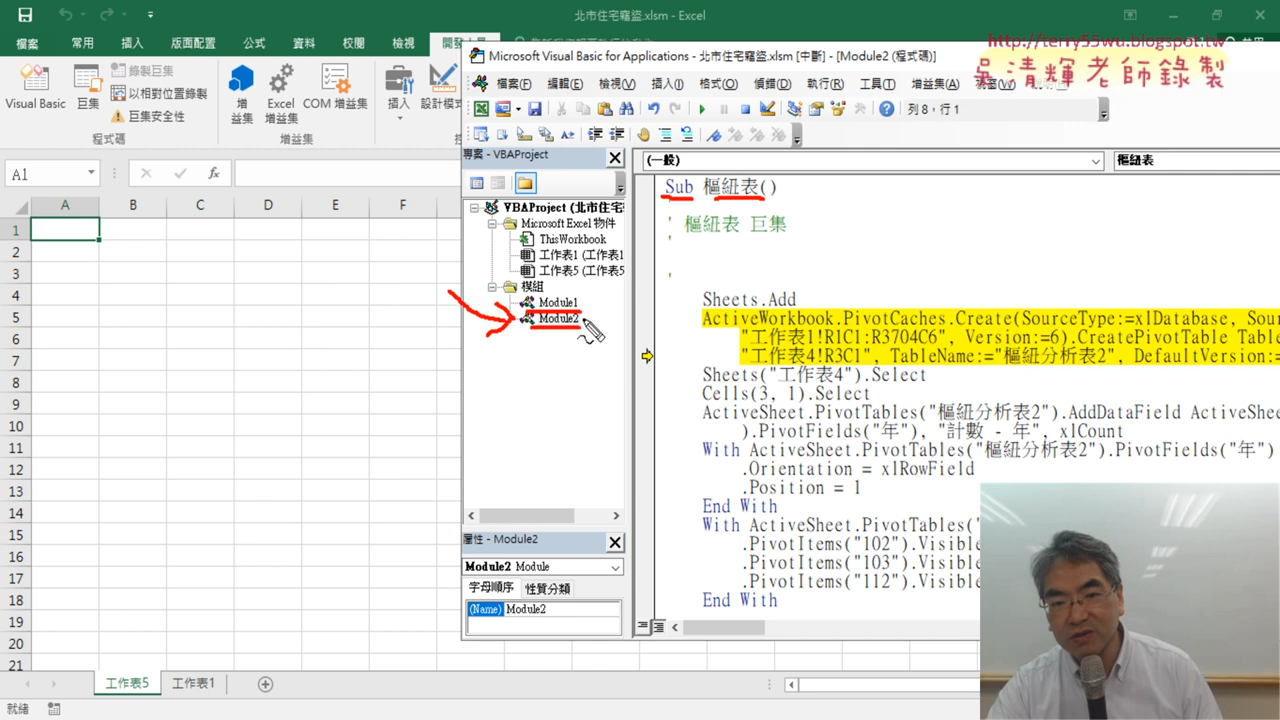 北市住宅竊盜.xlsm - Excel
檔案 常用 插入 版面配置 公式 資料 校閱 檢視
http://terry55wu.blogspot.tw
吳清輝老師錄製
Visual Basic 巨集 錄製巨集 以相對位置錄製 巨集安全性 程式碼
增益集 Excel 增益集 COM 增益集 增益集 插入 設計模式
Microsoft Visual Basic for Applications - 北市住宅竊盜.xlsm [中斷] - [Module2 (程式碼)]
檔案(F) 編輯(E) 檢視(V) 插入(I) 格式(O) 偵錯(D) 執行(R) 工具(T) 增益集(A)
列 8，行 1
專案 - VBAProject
VBAProject (北市住宅
Microsoft Excel 物件
ThisWorkbook
工作表1 (工作表1
工作表5 (工作表5
模組
Module1
Module2
屬性 - Module2
Module2 Module
字母順序 性質分類
(Name) Module2
(一般) 樞紐表
Sub 樞紐表()
' 樞紐表 巨集
'
'
Sheets.Add
ActiveWorkbook.PivotCaches.Create(SourceType:=xlDatabase, Sou
"工作表1!R1C1:R3704C6", Version:=6).CreatePivotTable Table
"工作表4!R3C1", TableName:="樞紐分析表2", DefaultVersion:=
Sheets("工作表4").Select
Cells(3, 1).Select
ActiveSheet.PivotTables("樞紐分析表2").AddDataField ActiveShee
).PivotFields("年"), "計數 - 年", xlCount
With ActiveSheet.PivotTables("樞紐分析表2").PivotFields("年")
.Orientation = xlRowField
.Position = 1
End With
With ActiveSheet.PivotTables("
.PivotItems("102").Visible
.PivotItems("103").Visible
.PivotItems("112").Visible
End With
A1
fx
A B C D E F
1
2
3
4
5
6
7
8
9
10
11
12
13
14
15
16
17
18
19
20
21
工作表5 工作表1
就緒